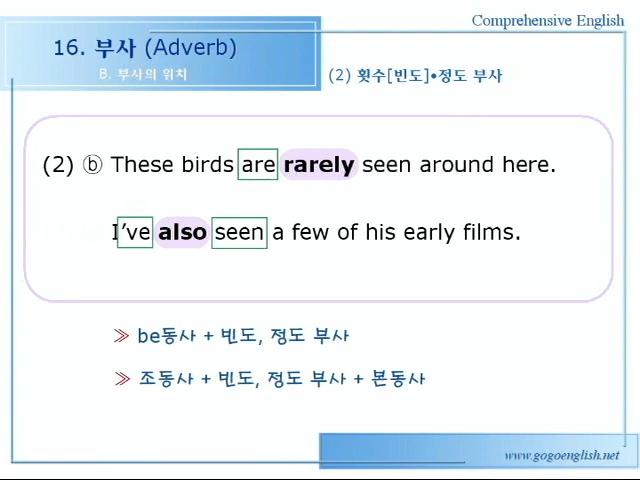 Comprehensive English
16. 부사 (Adverb)
B. 부사의 위치
(2) 횟수[빈도]•정도 부사
(2) ⓑ These birds are rarely seen around here.
I’ve also seen a few of his early films.
≫ be동사 + 빈도, 정도 부사
≫ 조동사 + 빈도, 정도 부사 + 본동사
www.gogoenglish.net